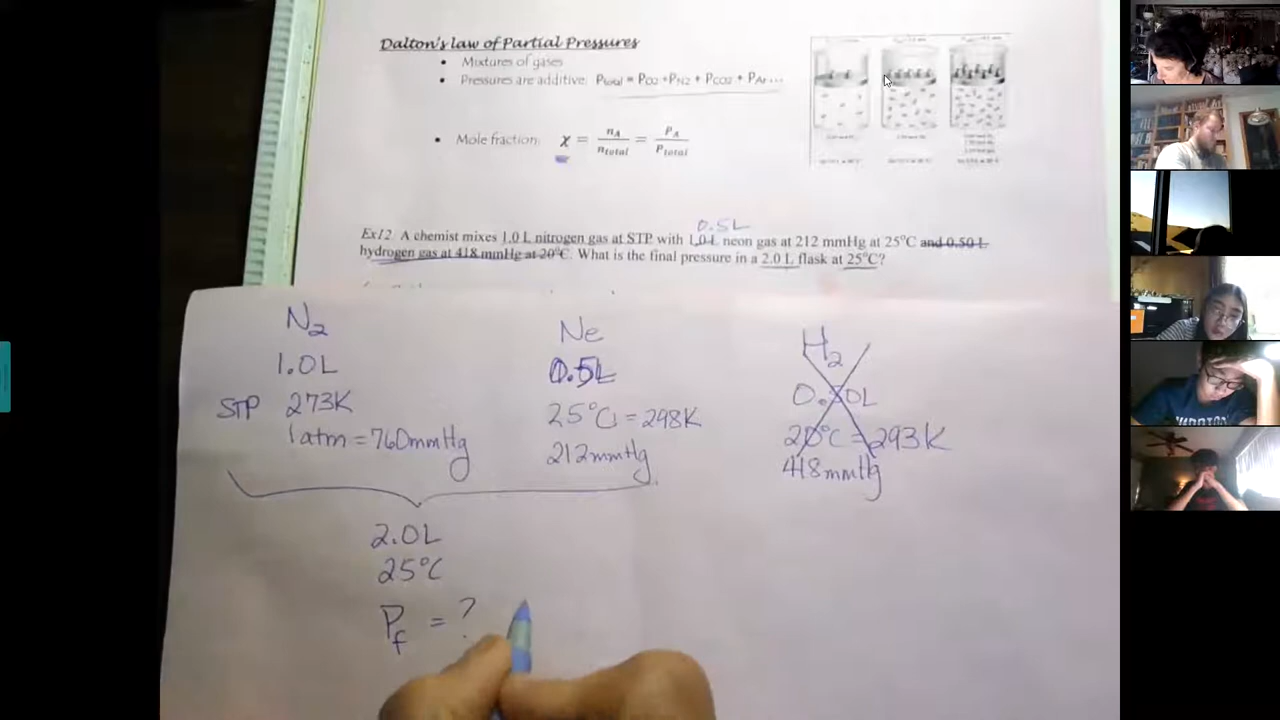 Dalton's law of Partial Pressures
• Mixtures of gases
• Pressures are additive: Ptotal = PO2 +PN2 + PCO2 + PAr ...
• Mole fraction: χ = nA/ntotal = PA/Ptotal
0.5L
Ex12 A chemist mixes 1.0 L nitrogen gas at STP with 1.0 L neon gas at 212 mmHg at 25°C and 0.50 L
hydrogen gas at 418 mmHg at 20°C. What is the final pressure in a 2.0 L flask at 25°C?
N2
1.0L
STP 273K
1atm = 760mmHg
Ne
0.5L
25°C = 298K
212mmHg
H2
0.50L
20°C = 293K
418mmHg
2.0L
25°C
Pf = ?